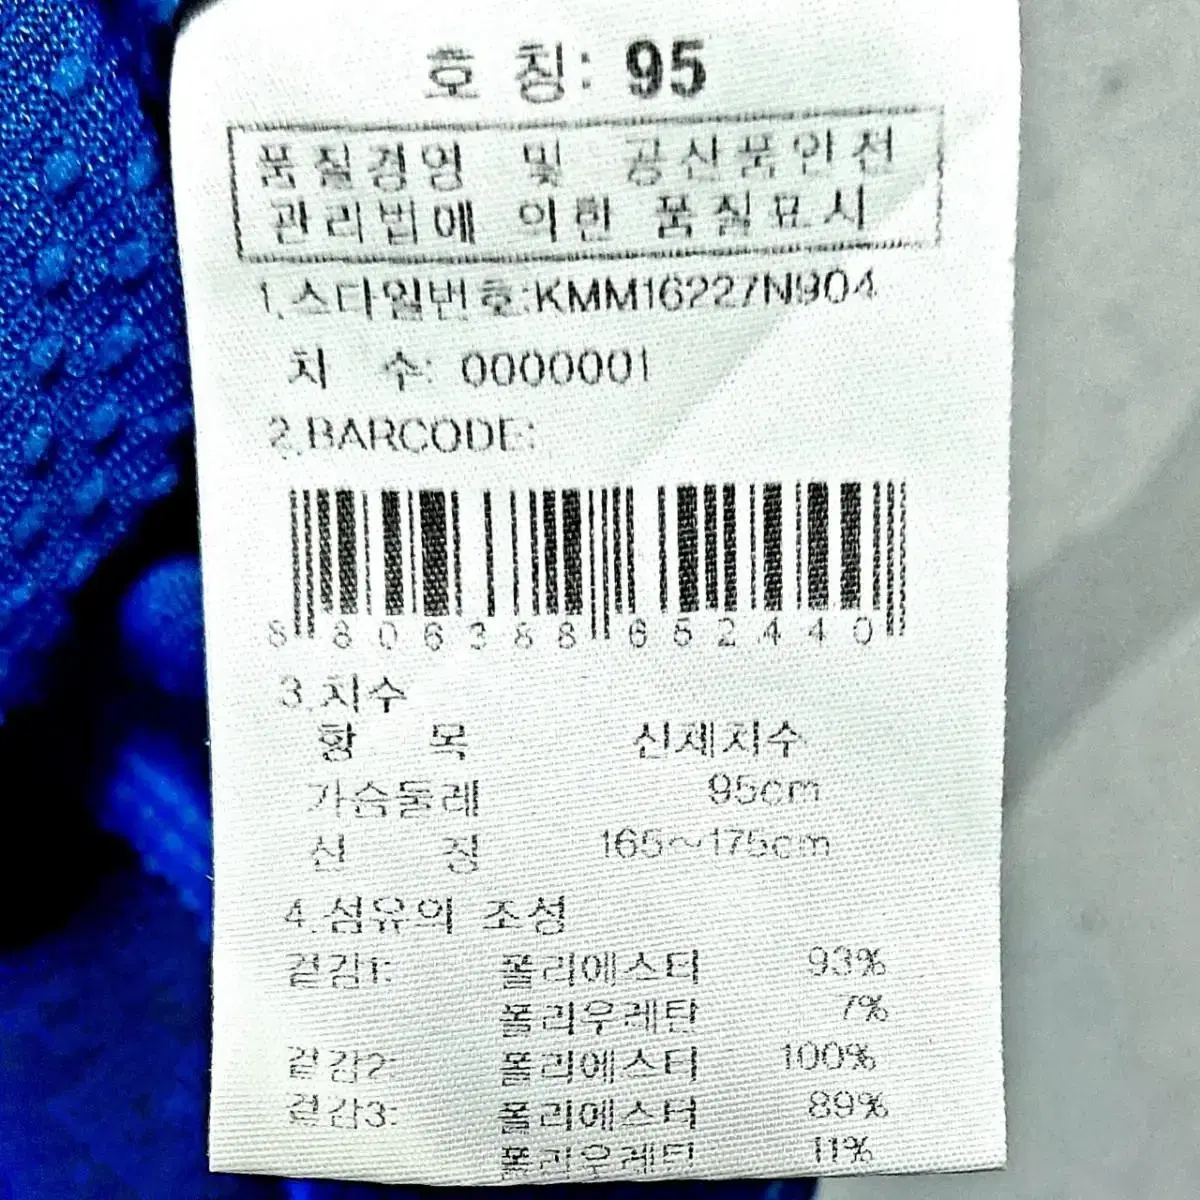 호 칭: 95
품질경영 및 공산품안전
관리법에 의한 품질표시
1.스타일번호:KMM16227N904
치 수: 0000001
2.BARCODE:
8 806388 652440
3.치수
항 목 신체치수
가슴둘레 95cm
신 장 165~175cm
4.섬유의 조성
겉감1: 폴리에스터 93%
폴리우레탄 7%
겉감2: 폴리에스터 100%
겉감3: 폴리에스터 89%
폴리우레탄 11%